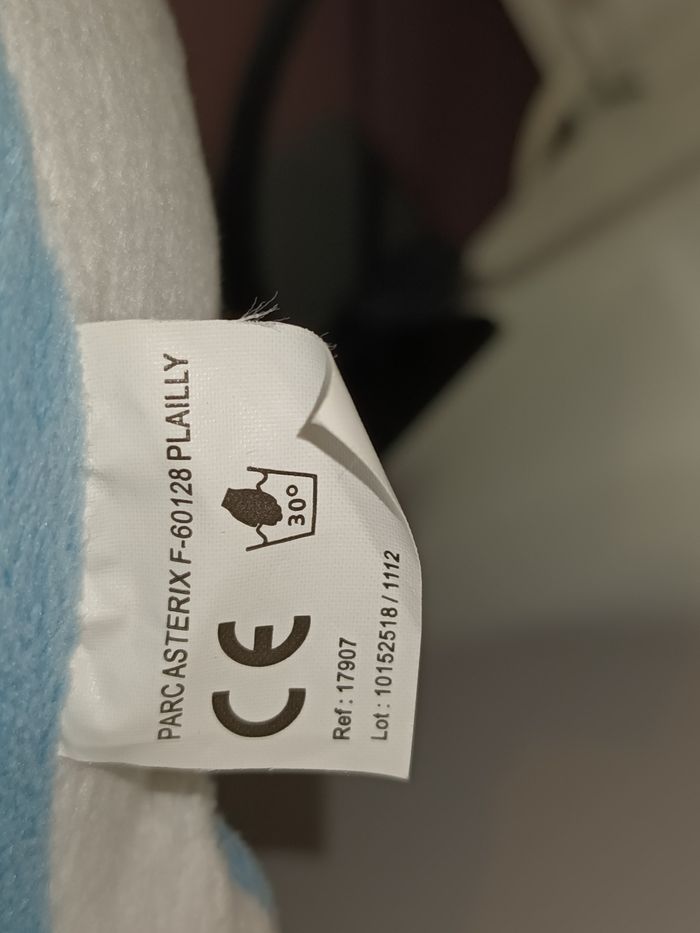 PARC ASTERIX F-60128 PLAILLY
CE
30°
Ref : 17907
Lot : 10152518 / 1112